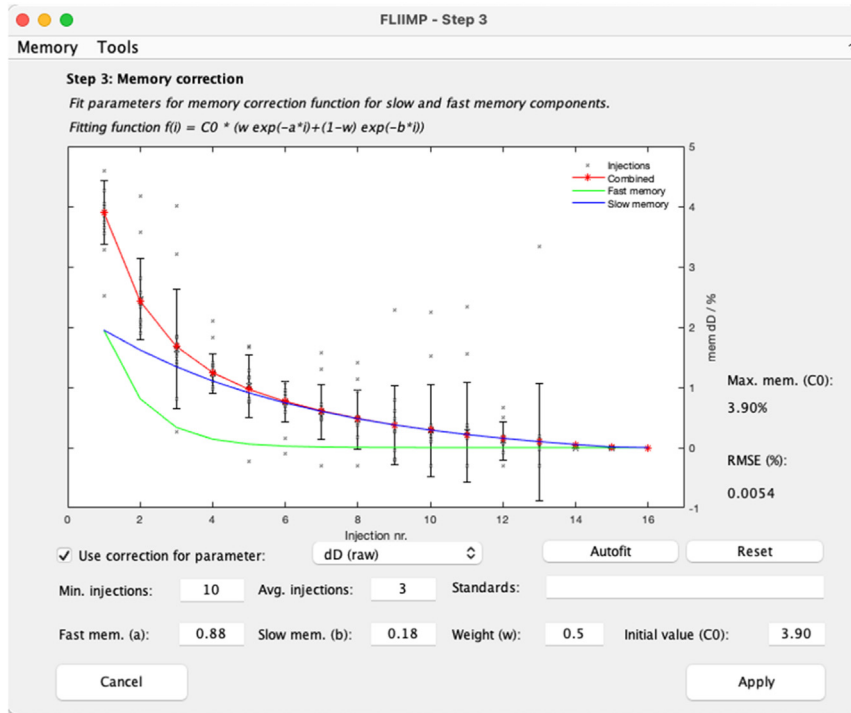 FLIIMP - Step 3
Memory Tools
Step 3: Memory correction
Fit parameters for memory correction function for slow and fast memory components.
Fitting function f(i) = C0 * (w exp(-a*i)+(1-w) exp(-b*i))
Injections
Combined
Fast memory
Slow memory
5
4
3
2
1
0
-1
mem dD / %
0 2 4 6 8 10 12 14 16
Injection nr.
Max. mem. (C0):
3.90%
RMSE (%):
0.0054
Use correction for parameter: dD (raw) Autofit Reset
Min. injections: 10 Avg. injections: 3 Standards:
Fast mem. (a): 0.88 Slow mem. (b): 0.18 Weight (w): 0.5 Initial value (C0): 3.90
Cancel Apply